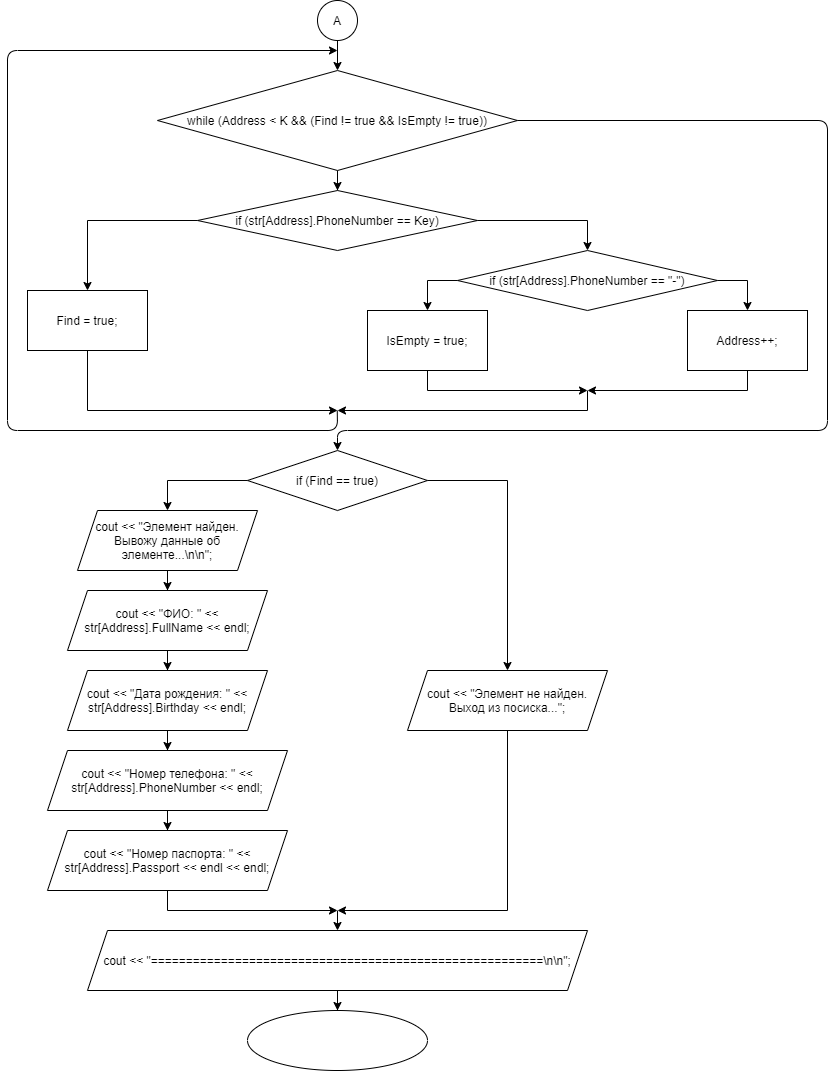 A
while (Address < K && (Find != true && IsEmpty != true))
if (str[Address].PhoneNumber == Key)
if (str[Address].PhoneNumber == "-")
Find = true;
IsEmpty = true;
Address++;
if (Find == true)
cout << "Элемент найден.
Вывожу данные об
элементе...\n\n";
cout << "ФИО: " <<
str[Address].FullName << endl;
cout << "Дата рождения: " <<
str[Address].Birthday << endl;
cout << "Элемент не найден.
Выход из посиска...";
cout << "Номер телефона: " <<
str[Address].PhoneNumber << endl;
cout << "Номер паспорта: " <<
str[Address].Passport << endl << endl;
cout << "========================================================\n\n";